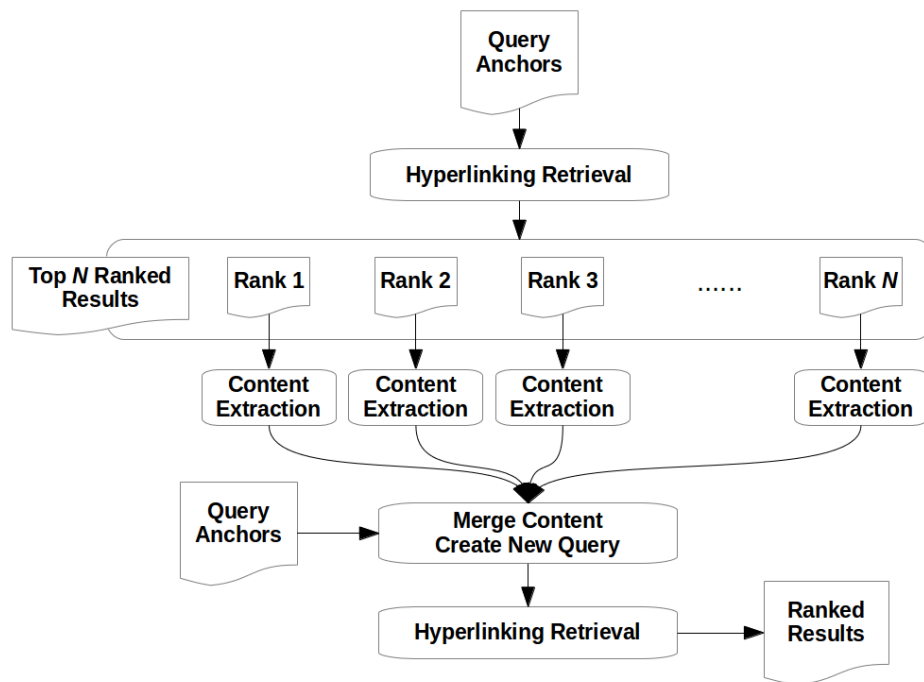 Query
Anchors
Hyperlinking Retrieval
Top N Ranked
Results
Rank 1
Rank 2
Rank 3
......
Rank N
Content
Extraction
Content
Extraction
Content
Extraction
Content
Extraction
Query
Anchors
Merge Content
Create New Query
Hyperlinking Retrieval
Ranked
Results